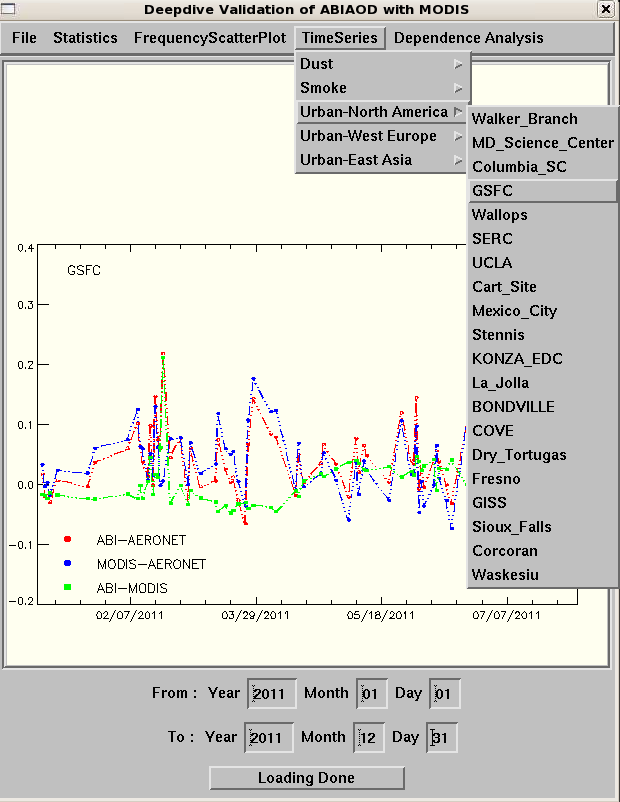 Deepdive Validation of ABIAOD with MODIS
File Statistics FrequencyScatterPlot TimeSeries Dependence Analysis
Dust
Smoke
Urban-North America
Urban-West Europe
Urban-East Asia
Walker_Branch
MD_Science_Center
Columbia_SC
GSFC
Wallops
SERC
UCLA
Cart_Site
Mexico_City
Stennis
KONZA_EDC
La_Jolla
BONDVILLE
COVE
Dry_Tortugas
Fresno
GISS
Sioux_Falls
Corcoran
Waskesiu
0.4
GSFC
0.3
0.2
0.1
0.0
-0.1
-0.2
ABI-AERONET
MODIS-AERONET
ABI-MODIS
02/07/2011 03/29/2011 05/18/2011 07/07/2011
From : Year 2011 Month 01 Day 01
To : Year 2011 Month 12 Day 31
Loading Done